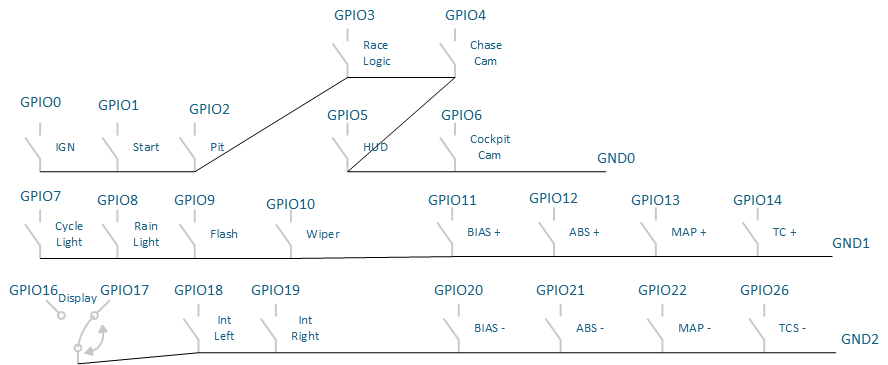 GPIO3
GPIO4
Race
Logic
Chase
Cam
GPIO0
GPIO1
GPIO2
GPIO5
GPIO6
IGN
Start
Pit
HUD
Cockpit
Cam
GND0
GPIO7
GPIO8
GPIO9
GPIO10
GPIO11
GPIO12
GPIO13
GPIO14
Cycle
Light
Rain
Light
Flash
Wiper
BIAS +
ABS +
MAP +
TC +
GND1
GPIO16
Display
GPIO17
GPIO18
GPIO19
GPIO20
GPIO21
GPIO22
GPIO26
Int
Left
Int
Right
BIAS -
ABS -
MAP -
TCS -
GND2